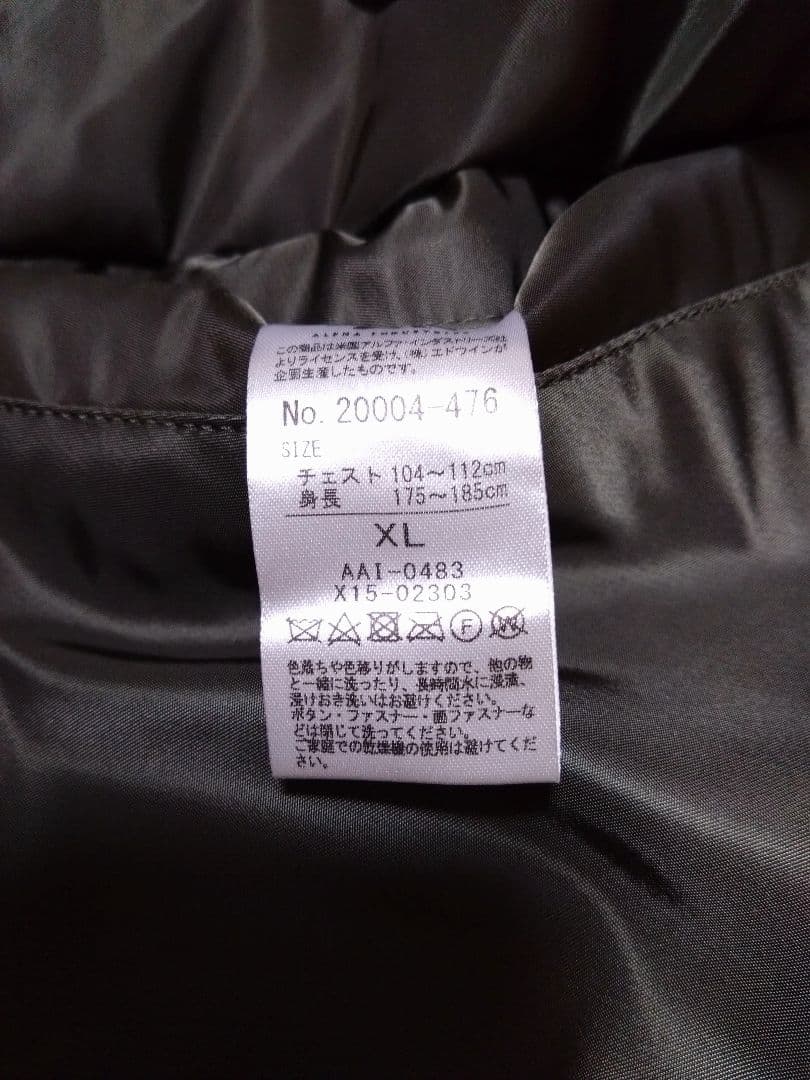 ALPHA INDUSTRIES
この商品は米国アルファ・インダストリーズ社
よりライセンスを受け、(株)エドウインが
企画生産したものです。
No. 20004-476
SIZE
チェスト 104〜112cm
身長 175〜185cm
XL
AAI-0483
X15-02303
F W
色落ちや色移りがしますので、他の物
と一緒に洗ったり、長時間水に浸漬、
浸けおき洗いはお避けください。
ボタン・ファスナー・面ファスナーな
どは閉じて洗ってください。
ご家庭での乾燥機の使用は避けてくだ
さい。